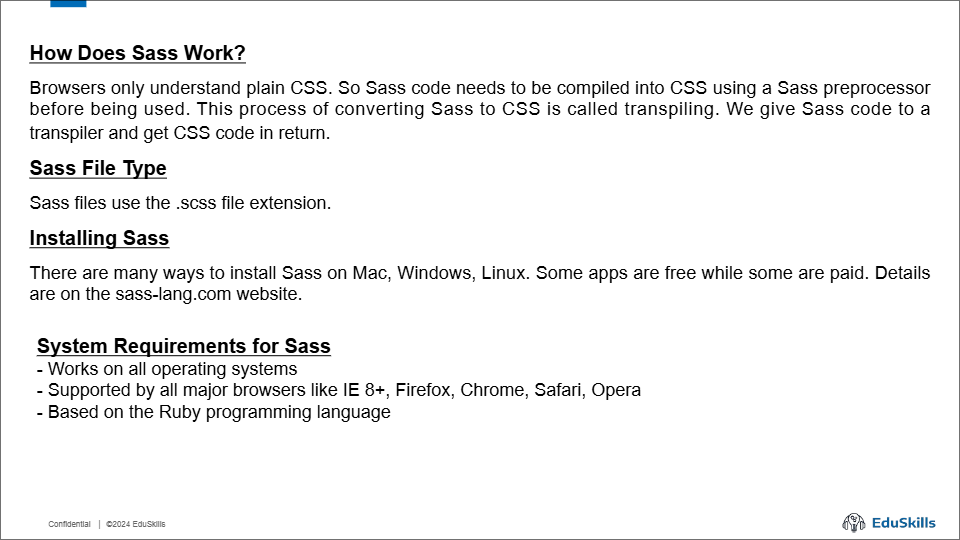 How Does Sass Work?
Browsers only understand plain CSS. So Sass code needs to be compiled into CSS using a Sass preprocessor
before being used. This process of converting Sass to CSS is called transpiling. We give Sass code to a
transpiler and get CSS code in return.
Sass File Type
Sass files use the .scss file extension.
Installing Sass
There are many ways to install Sass on Mac, Windows, Linux. Some apps are free while some are paid. Details
are on the sass-lang.com website.
System Requirements for Sass
- Works on all operating systems
- Supported by all major browsers like IE 8+, Firefox, Chrome, Safari, Opera
- Based on the Ruby programming language
Confidential | ©2024 EduSkills
EduSkills